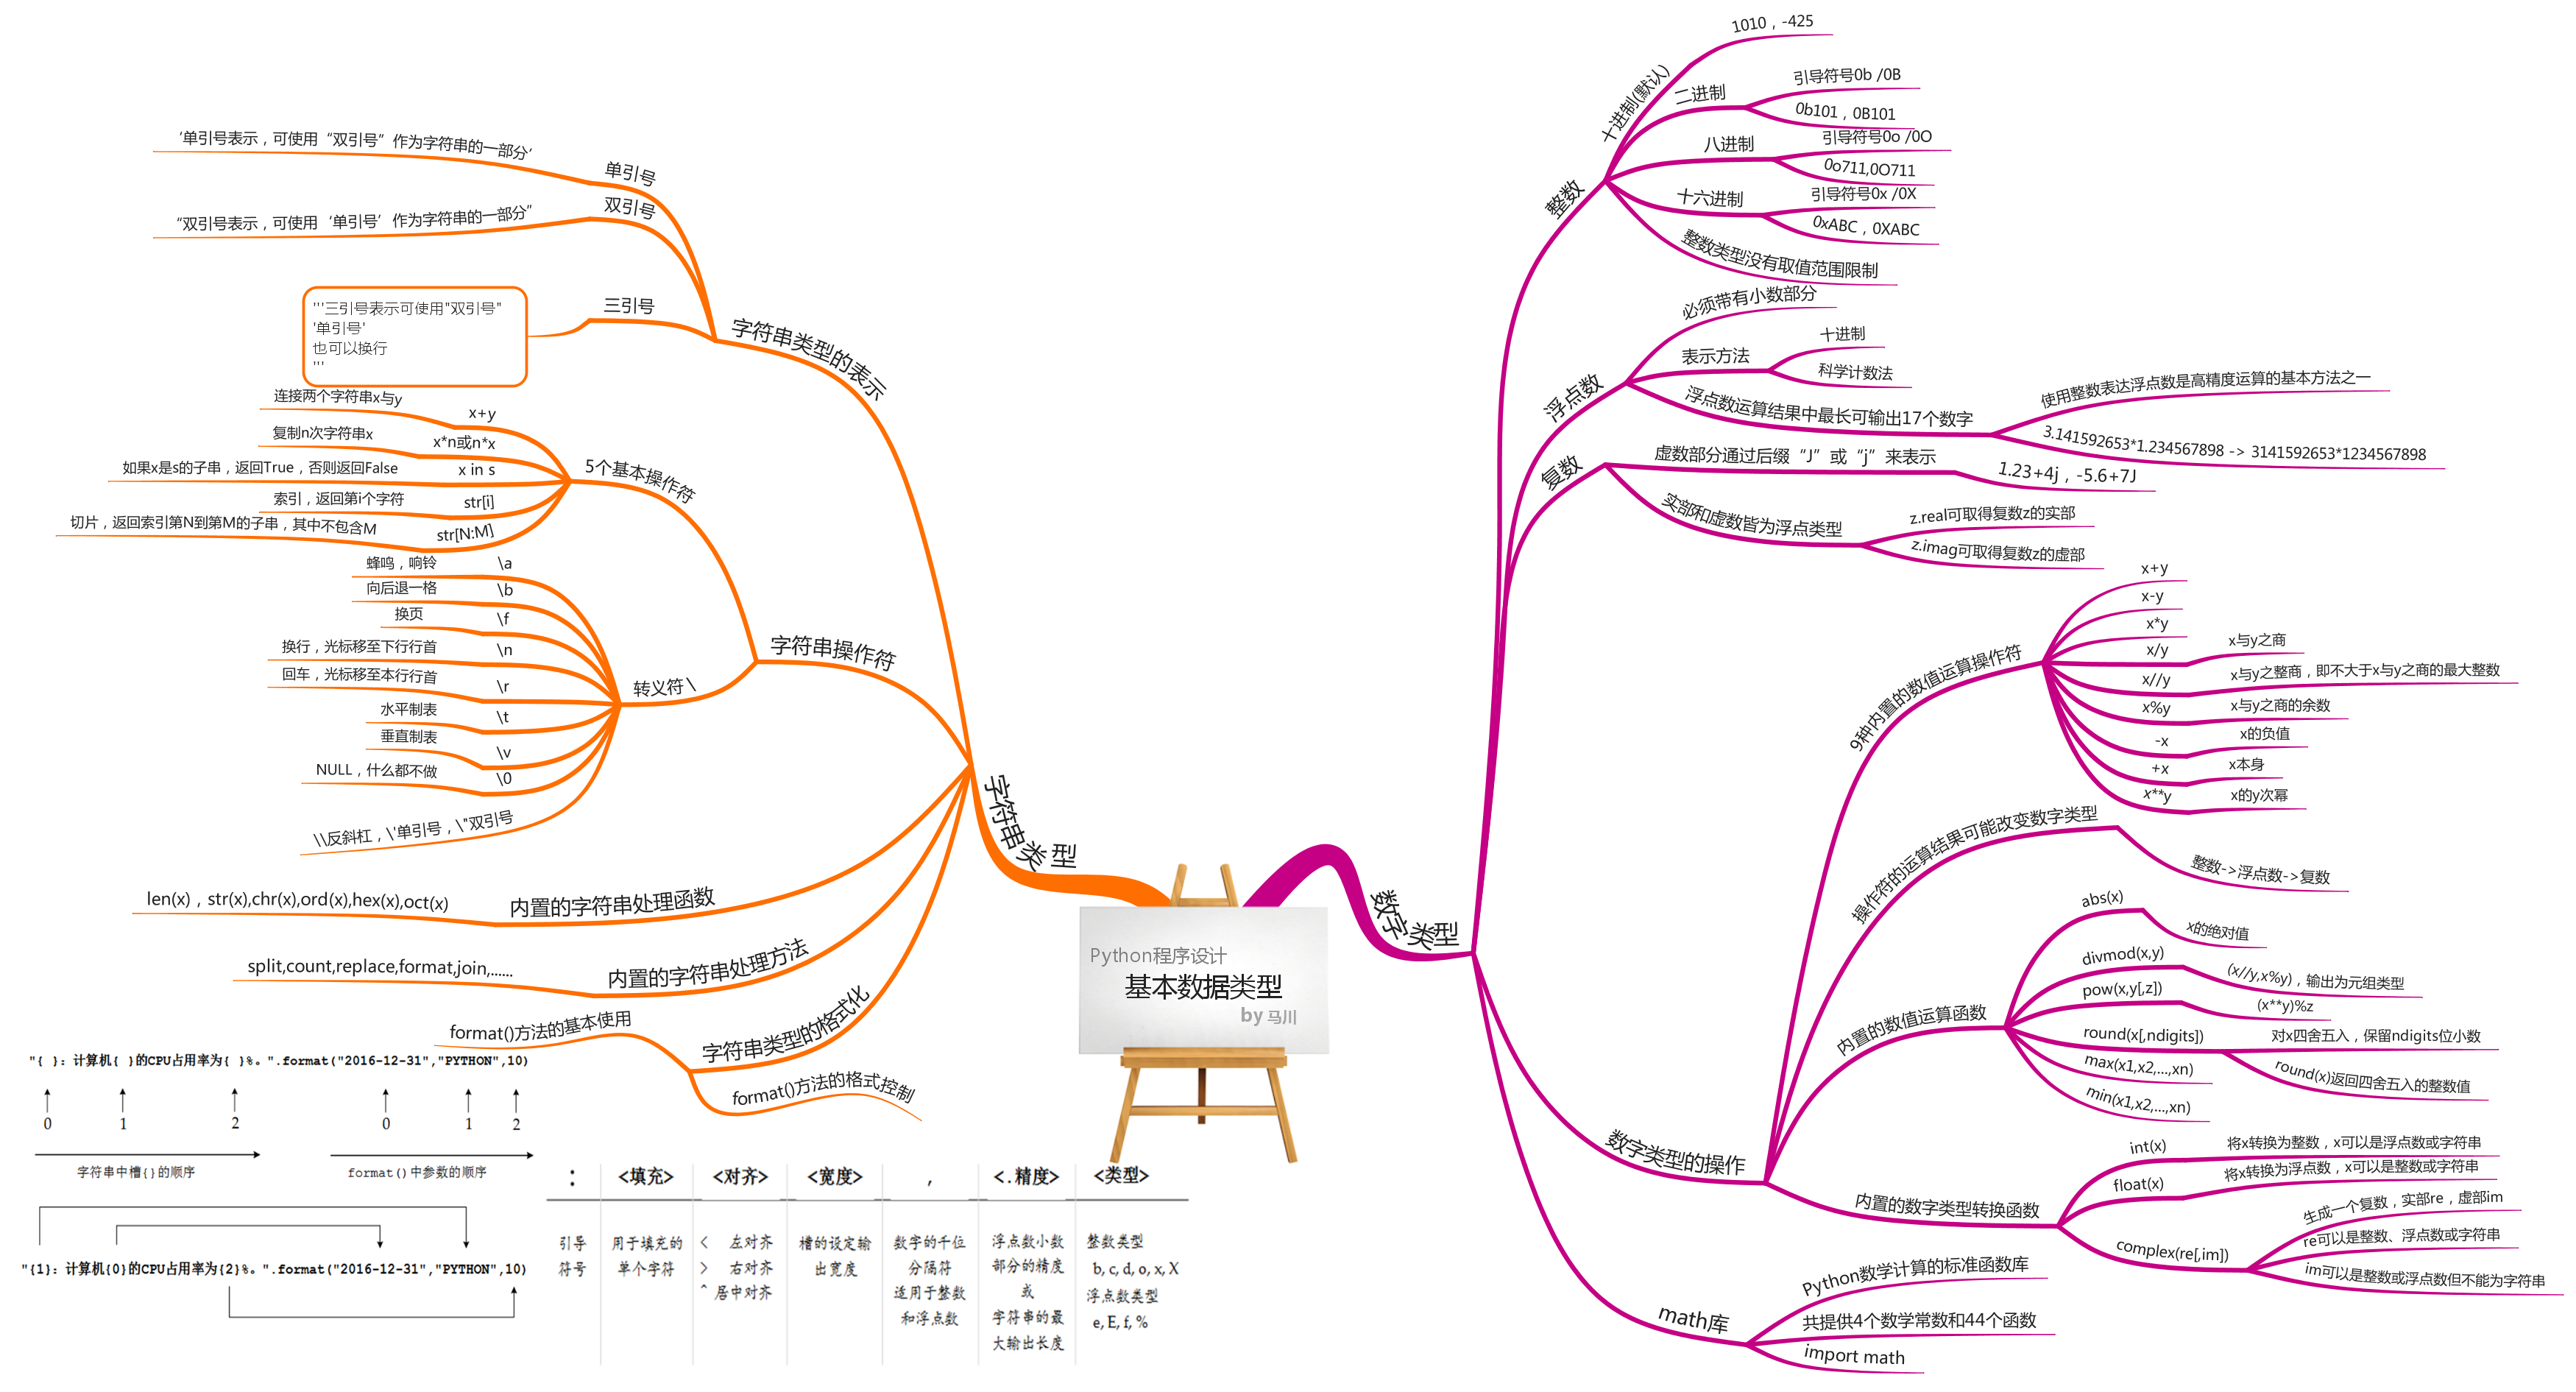 Python程序设计
基本数据类型
by 马川
字符串类型
字符串类型的表示
单引号
‘单引号表示，可使用“双引号”作为字符串的一部分’
双引号
“双引号表示，可使用‘单引号’作为字符串的一部分”
三引号
'''三引号表示可使用"双引号"
'单引号'
也可以换行
'''
字符串操作符
5个基本操作符
x+y
连接两个字符串x与y
x*n或n*x
复制n次字符串x
x in s
如果x是s的子串，返回True，否则返回False
str[i]
索引，返回第i个字符
str[N:M]
切片，返回索引第N到第M的子串，其中不包含M
转义符\
\a
蜂鸣，响铃
\b
向后退一格
\f
换页
\n
换行，光标移至下行行首
\r
回车，光标移至本行行首
\t
水平制表
\v
垂直制表
\0
NULL，什么都不做
\\反斜杠，\'单引号，\"双引号
内置的字符串处理函数
len(x)，str(x),chr(x),ord(x),hex(x),oct(x)
内置的字符串处理方法
split,count,replace,format,join,......
字符串类型的格式化
format()方法的基本使用
"{ }: 计算机{ }的CPU占用率为{ }%。".format("2016-12-31","PYTHON",10)
0 1 2 0 1 2
字符串中槽{}的顺序 format()中参数的顺序
"{1}: 计算机{0}的CPU占用率为{2}%。".format("2016-12-31","PYTHON",10)
format()方法的格式控制
: <填充> <对齐> <宽度> , <.精度> <类型>
引导
符号
用于填充的
单个字符
< 左对齐
> 右对齐
^ 居中对齐
槽的设定输
出宽度
数字的千位
分隔符
适用于整数
和浮点数
浮点数小数
部分的精度
或
字符串的最
大输出长度
整数类型
b, c, d, o, x, X
浮点数类型
e, E, f, %
数字类型
整数
十进制(默认)
1010，-425
二进制
引导符号0b /0B
0b101，0B101
八进制
引导符号0o /0O
0o711,0O711
十六进制
引导符号0x /0X
0xABC，0XABC
整数类型没有取值范围限制
浮点数
必须带有小数部分
表示方法
十进制
科学计数法
浮点数运算结果中最长可输出17个数字
使用整数表达浮点数是高精度运算的基本方法之一
3.141592653*1.234567898 -> 3141592653*1234567898
复数
虚数部分通过后缀“J”或“j”来表示
1.23+4j，-5.6+7J
实部和虚数皆为浮点类型
z.real可取得复数z的实部
z.imag可取得复数z的虚部
数字类型的操作
9种内置的数值运算操作符
x+y
x-y
x*y
x/y
x与y之商
x//y
x与y之整商，即不大于x与y之商的最大整数
x%y
x与y之商的余数
-x
x的负值
+x
x本身
x**y
x的y次幂
操作符的运算结果可能改变数字类型
整数->浮点数->复数
内置的数值运算函数
abs(x)
x的绝对值
divmod(x,y)
(x//y,x%y)，输出为元组类型
pow(x,y[,z])
(x**y)%z
round(x[,ndigits])
对x四舍五入，保留ndigits位小数
round(x)返回四舍五入的整数值
max(x1,x2,...,xn)
min(x1,x2,...,xn)
内置的数字类型转换函数
int(x)
将x转换为整数，x可以是浮点数或字符串
float(x)
将x转换为浮点数，x可以是整数或字符串
complex(re[,im])
生成一个复数，实部re，虚部im
re可以是整数、浮点数或字符串
im可以是整数或浮点数但不能为字符串
math库
Python数学计算的标准函数库
共提供4个数学常数和44个函数
import math